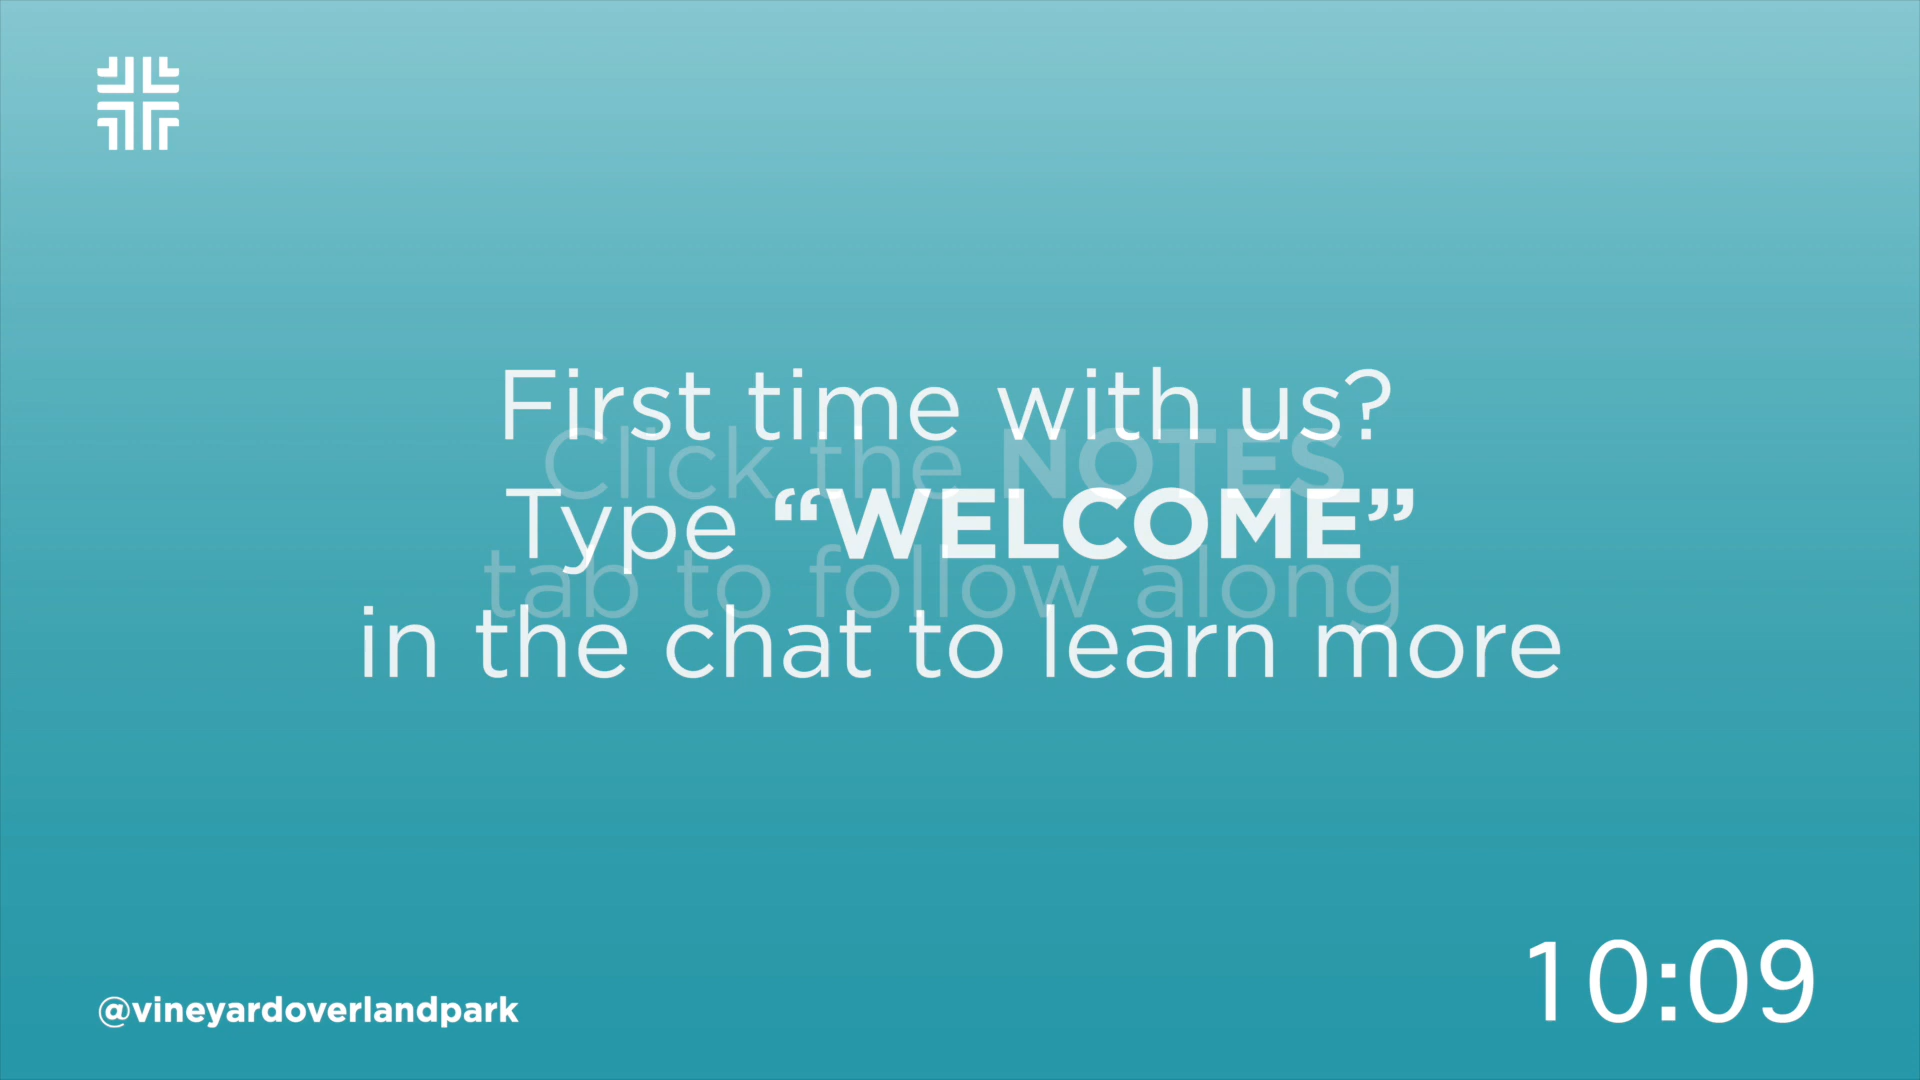 First time with us?
Type “WELCOME”
in the chat to learn more
Click the NOTES
tab to follow along
@vineyardoverlandpark
10:09